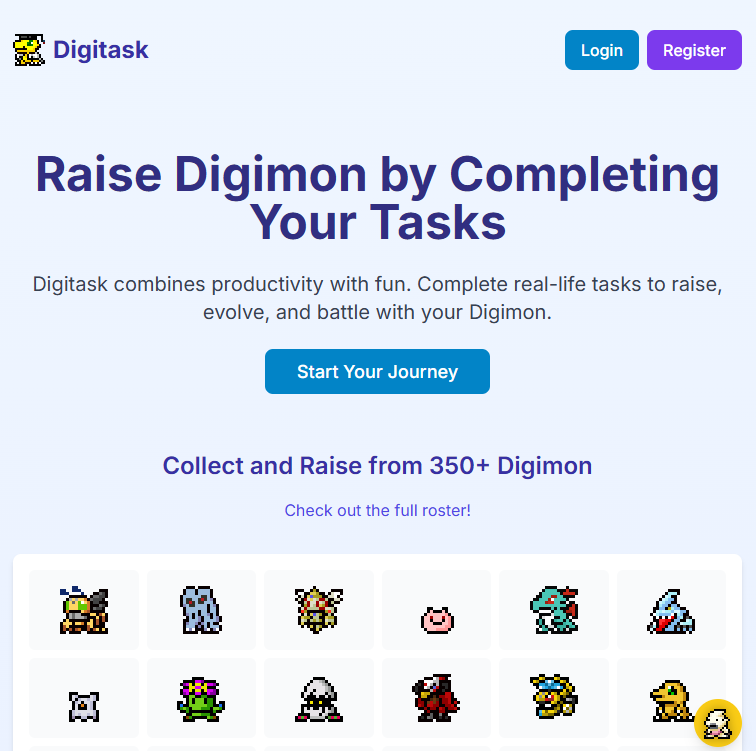 Digitask
Login
Register
Raise Digimon by Completing
Your Tasks
Digitask combines productivity with fun. Complete real-life tasks to raise,
evolve, and battle with your Digimon.
Start Your Journey
Collect and Raise from 350+ Digimon
Check out the full roster!